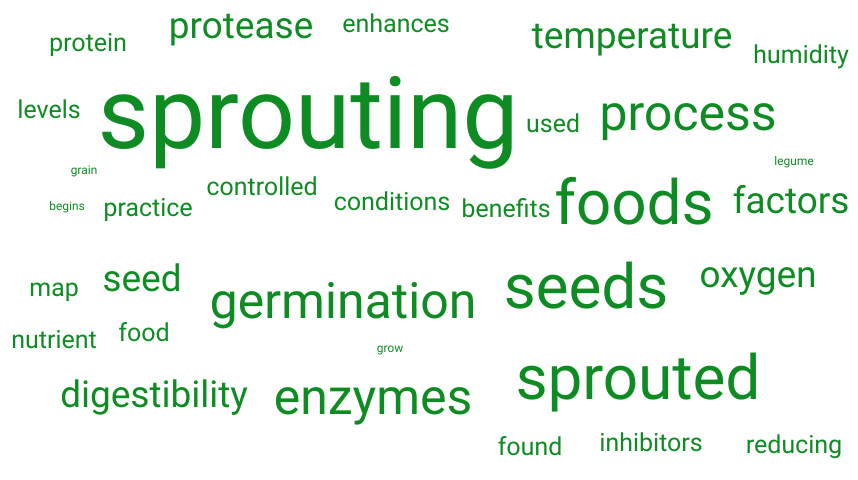 protein protease enhances temperature humidity
levels sprouting used process
grain legume
begins practice controlled conditions benefits foods factors
map seed germination seeds oxygen
nutrient food grow
digestibility enzymes sprouted
found inhibitors reducing